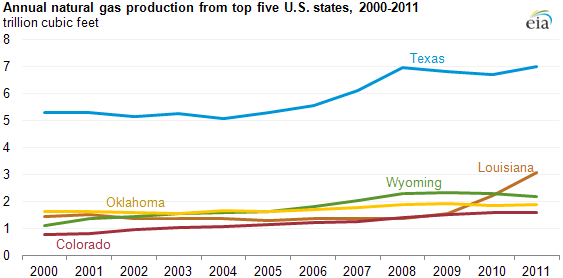 Annual natural gas production from top five U.S. states, 2000-2011
trillion cubic feet
eia
8
7
6
5
4
3
2
1
0
Texas
Louisiana
Wyoming
Oklahoma
Colorado
2000 2001 2002 2003 2004 2005 2006 2007 2008 2009 2010 2011